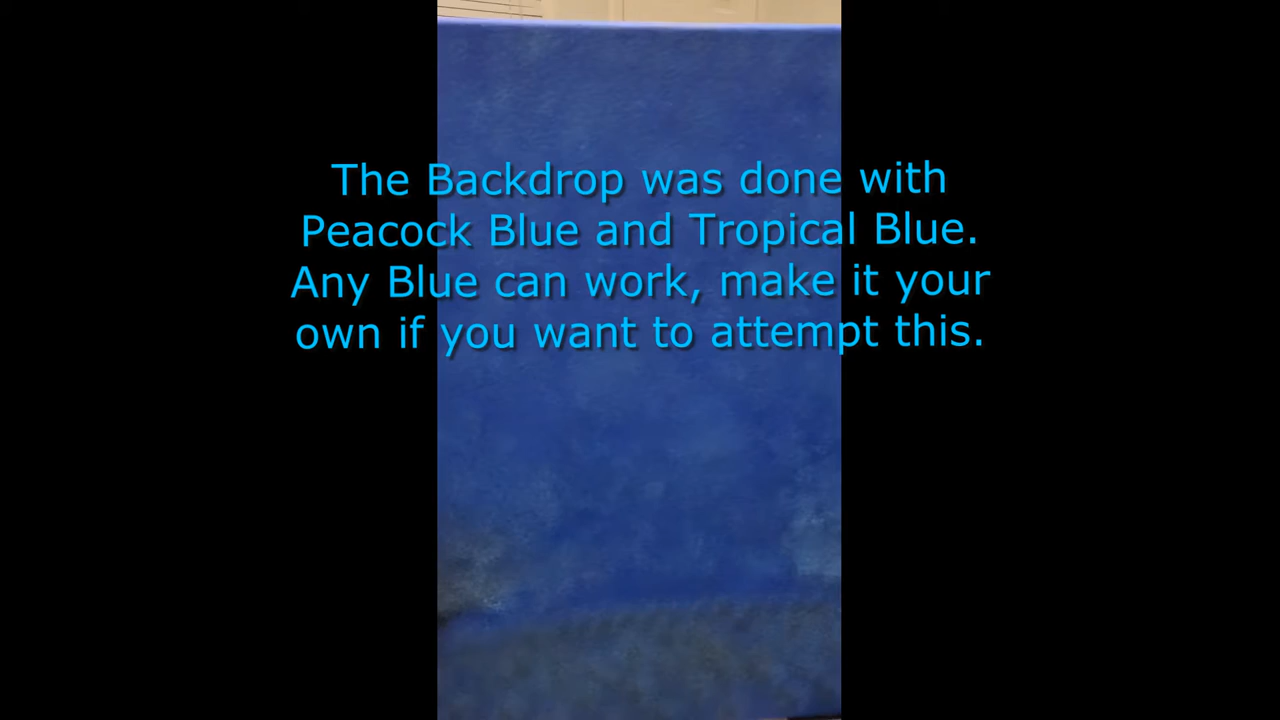 The Backdrop was done with
Peacock Blue and Tropical Blue.
Any Blue can work, make it your
own if you want to attempt this.